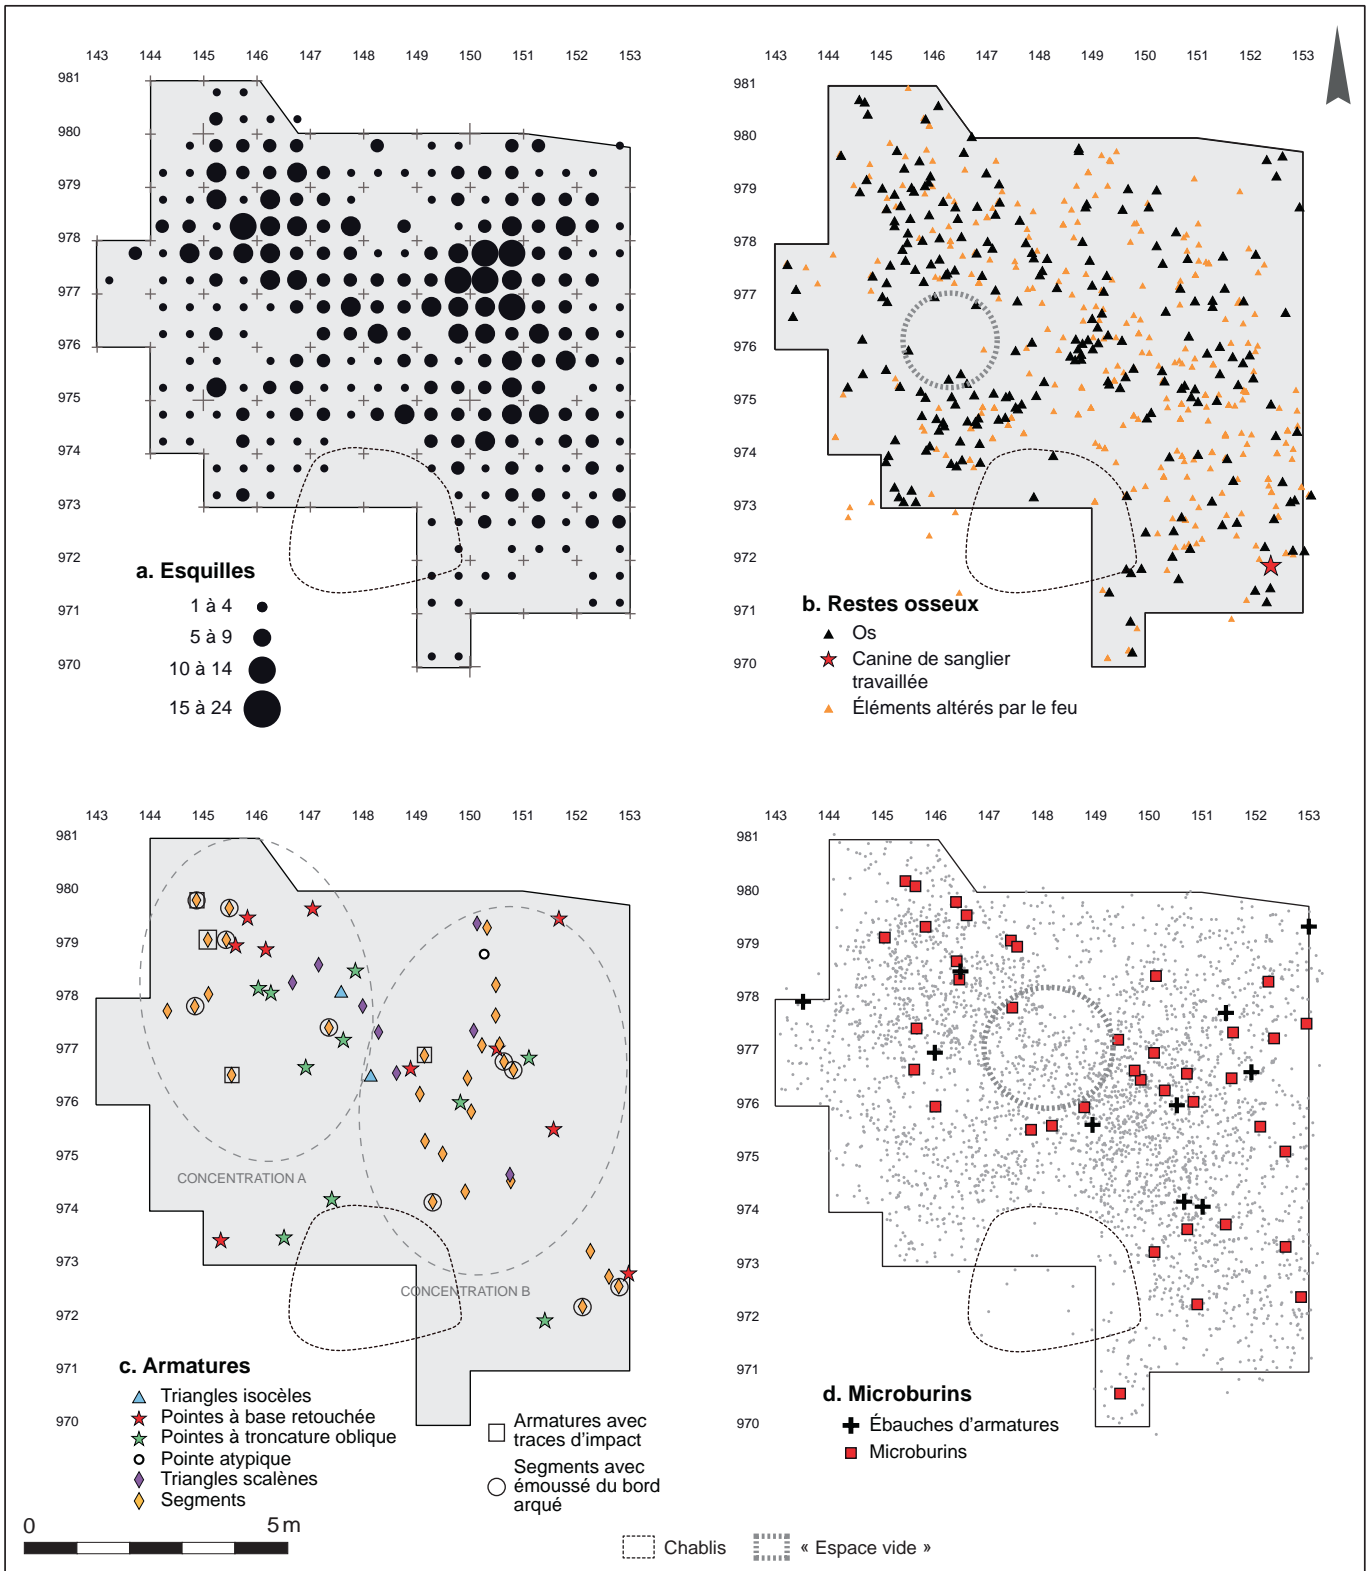 143 144 145 146 147 148 149 150 151 152 153
981
980
979
978
977
976
975
974
973
972
971
970
a. Esquilles
1 à 4
5 à 9
10 à 14
15 à 24
143 144 145 146 147 148 149 150 151 152 153
981
980
979
978
977
976
975
974
973
972
971
970
b. Restes osseux
Os
Canine de sanglier
travaillée
Éléments altérés par le feu
143 144 145 146 147 148 149 150 151 152 153
981
980
979
978
977
976
975
974
973
972
971
970
CONCENTRATION A
CONCENTRATION B
c. Armatures
Triangles isocèles
Pointes à base retouchée
Pointes à troncature oblique
Pointe atypique
Triangles scalènes
Segments
Armatures avec
traces d'impact
Segments avec
émoussé du bord
arqué
143 144 145 146 147 148 149 150 151 152 153
981
980
979
978
977
976
975
974
973
972
971
970
d. Microburins
Ébauches d'armatures
Microburins
0 5 m
Chablis
« Espace vide »